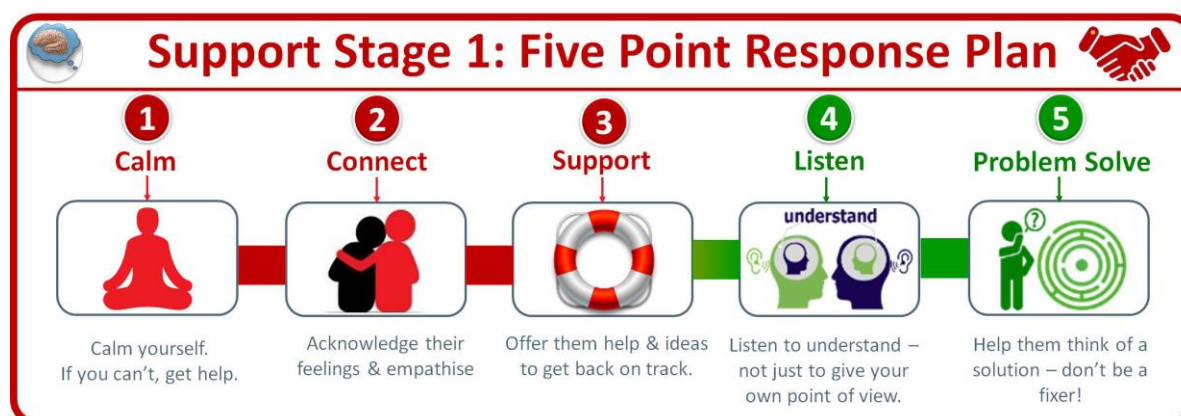 Support Stage 1: Five Point Response Plan
1
Calm
Calm yourself.
If you can't, get help.
2
Connect
Acknowledge their
feelings & empathise
3
Support
Offer them help & ideas
to get back on track.
4
Listen
understand
Listen to understand –
not just to give your
own point of view.
5
Problem Solve
?
Help them think of a
solution – don't be a
fixer!